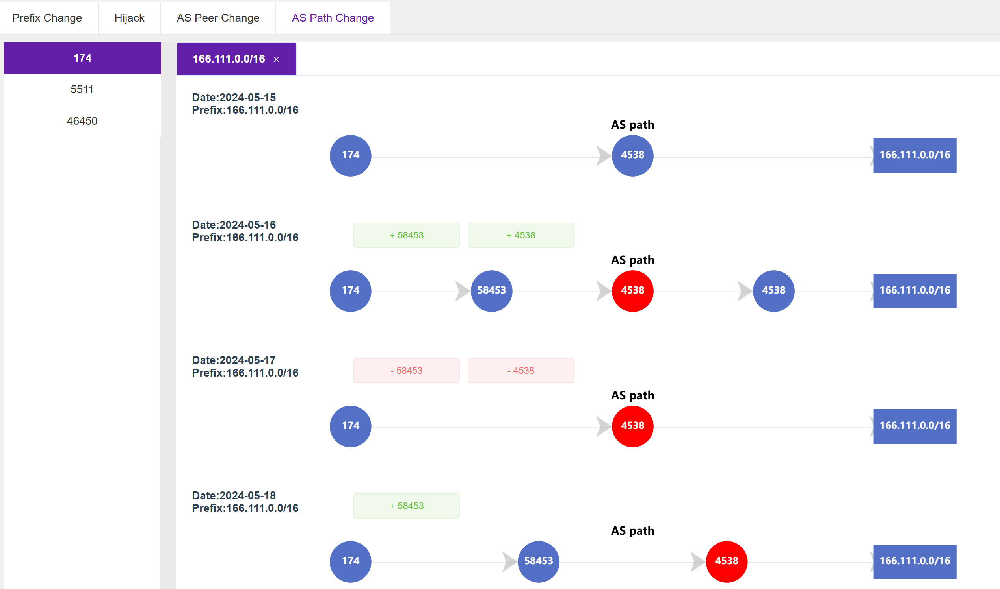 Prefix Change
Hijack
AS Peer Change
AS Path Change
174
5511
46450
166.111.0.0/16 ×
Date:2024-05-15
Prefix:166.111.0.0/16
AS path
174
4538
166.111.0.0/16
Date:2024-05-16
Prefix:166.111.0.0/16
+ 58453
+ 4538
AS path
174
58453
4538
4538
166.111.0.0/16
Date:2024-05-17
Prefix:166.111.0.0/16
- 58453
- 4538
AS path
174
4538
166.111.0.0/16
Date:2024-05-18
Prefix:166.111.0.0/16
+ 58453
AS path
174
58453
4538
166.111.0.0/16